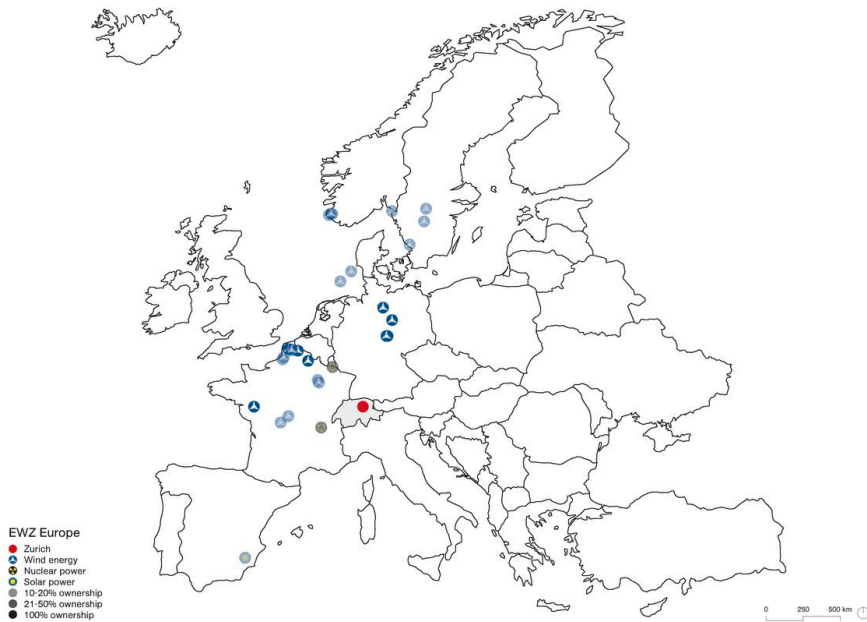 EWZ Europe
Zurich
Wind energy
Nuclear power
Solar power
10-20% ownership
21-50% ownership
100% ownership
0 250 500 km